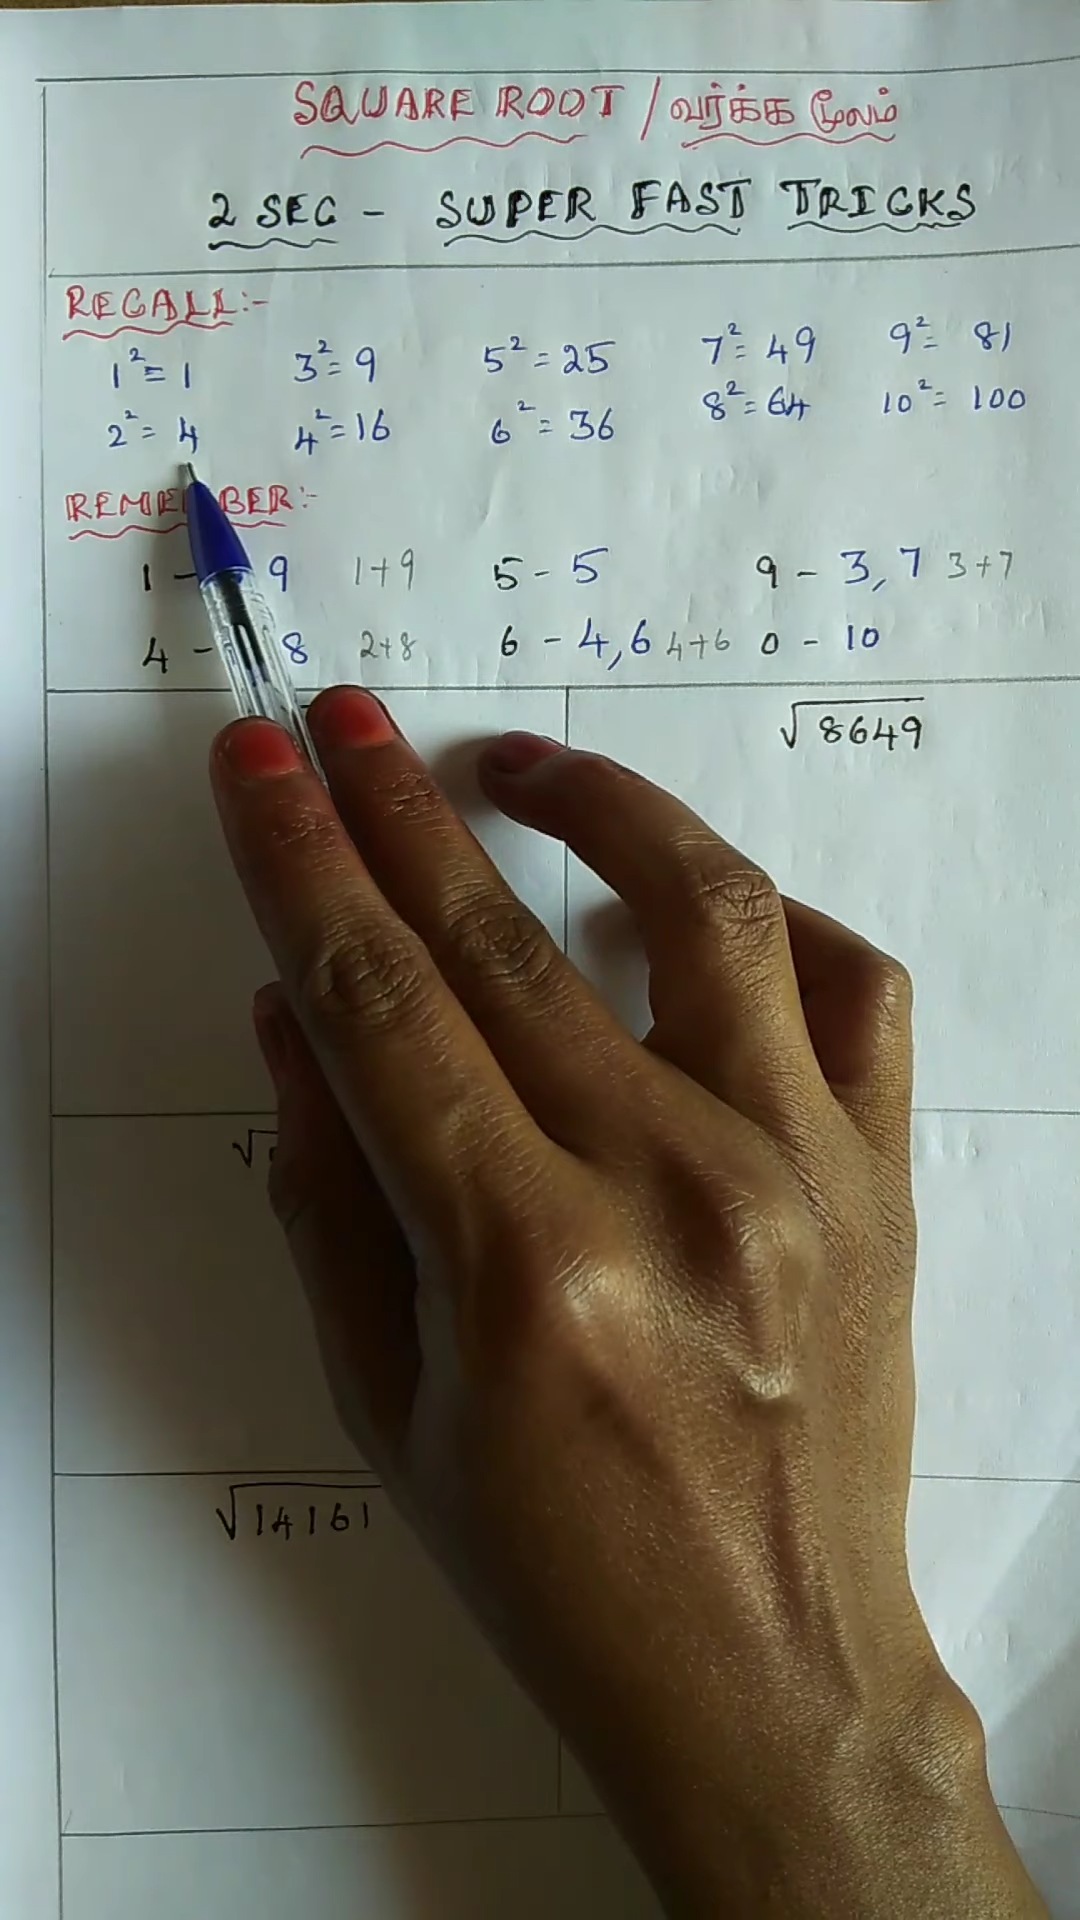 SQUARE ROOT / வர்க்க மூலம்
2 SEC - SUPER FAST TRICKS
RECALL:-
1² = 1 3² = 9 5² = 25 7² = 49 9² = 81
2² = 4 4² = 16 6² = 36 8² = 64 10² = 100
REMEMBER:-
1 - 9 1+9 5 - 5 9 - 3, 7 3+7
4 - 8 2+8 6 - 4, 6 4+6 0 - 10
√8649
√14161